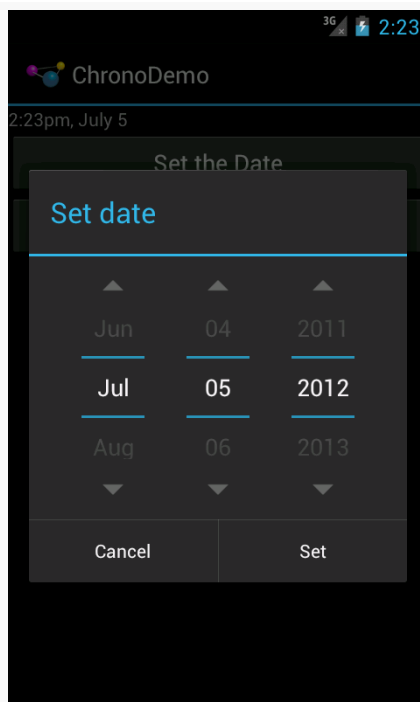 3G 2:23
ChronoDemo
2:23pm, July 5
Set the Date
Set date
Jun 04 2011
Jul 05 2012
Aug 06 2013
Cancel Set